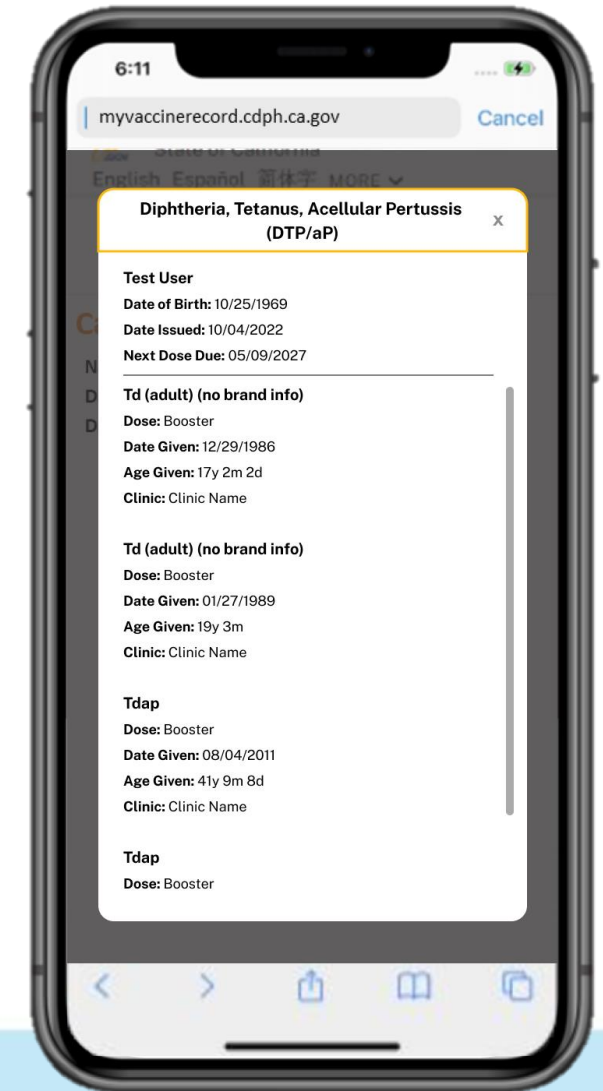 6:11
myvaccinerecord.cdph.ca.gov Cancel
State of California
English Español 简体字 MORE
Diphtheria, Tetanus, Acellular Pertussis
(DTP/aP)
x
Test User
Date of Birth: 10/25/1969
Date Issued: 10/04/2022
Next Dose Due: 05/09/2027
Td (adult) (no brand info)
Dose: Booster
Date Given: 12/29/1986
Age Given: 17y 2m 2d
Clinic: Clinic Name
Td (adult) (no brand info)
Dose: Booster
Date Given: 01/27/1989
Age Given: 19y 3m
Clinic: Clinic Name
Tdap
Dose: Booster
Date Given: 08/04/2011
Age Given: 41y 9m 8d
Clinic: Clinic Name
Tdap
Dose: Booster